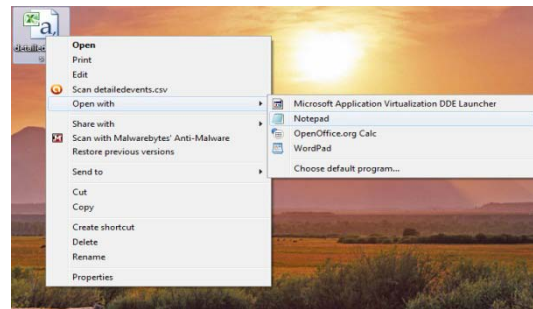 a,
Open
Print
Edit
Scan detailedevents.csv
Open with
Share with
Scan with Malwarebytes' Anti-Malware
Restore previous versions
Send to
Cut
Copy
Create shortcut
Delete
Rename
Properties
Microsoft Application Virtualization DDE Launcher
Notepad
OpenOffice.org Calc
WordPad
Choose default program...